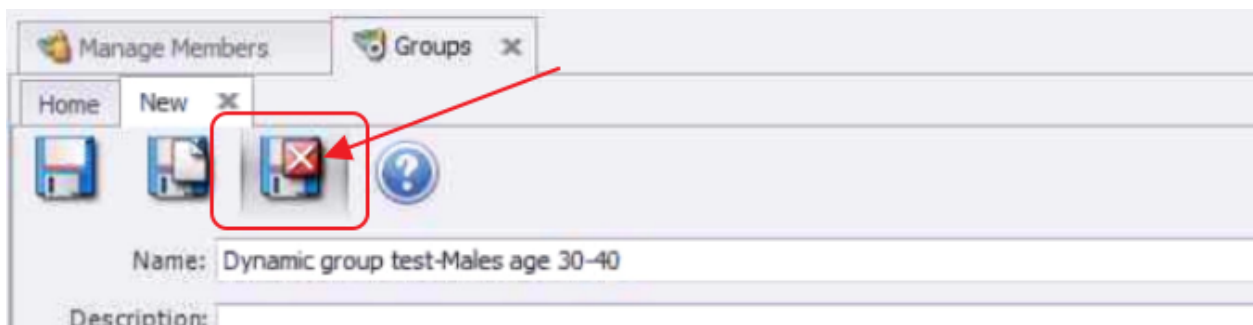 Manage Members Groups
Home New
Name: Dynamic group test-Males age 30-40
Description: